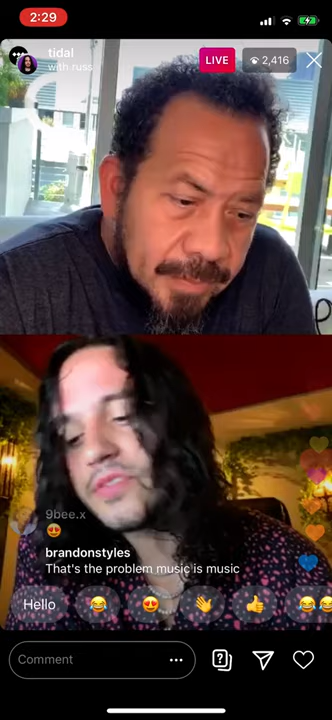 2:29
tidal
with russ
LIVE
2,416
9bee.x
😍
brandonstyles
That's the problem music is music
Hello 😂 😍 👋 👍 😂😂
Comment